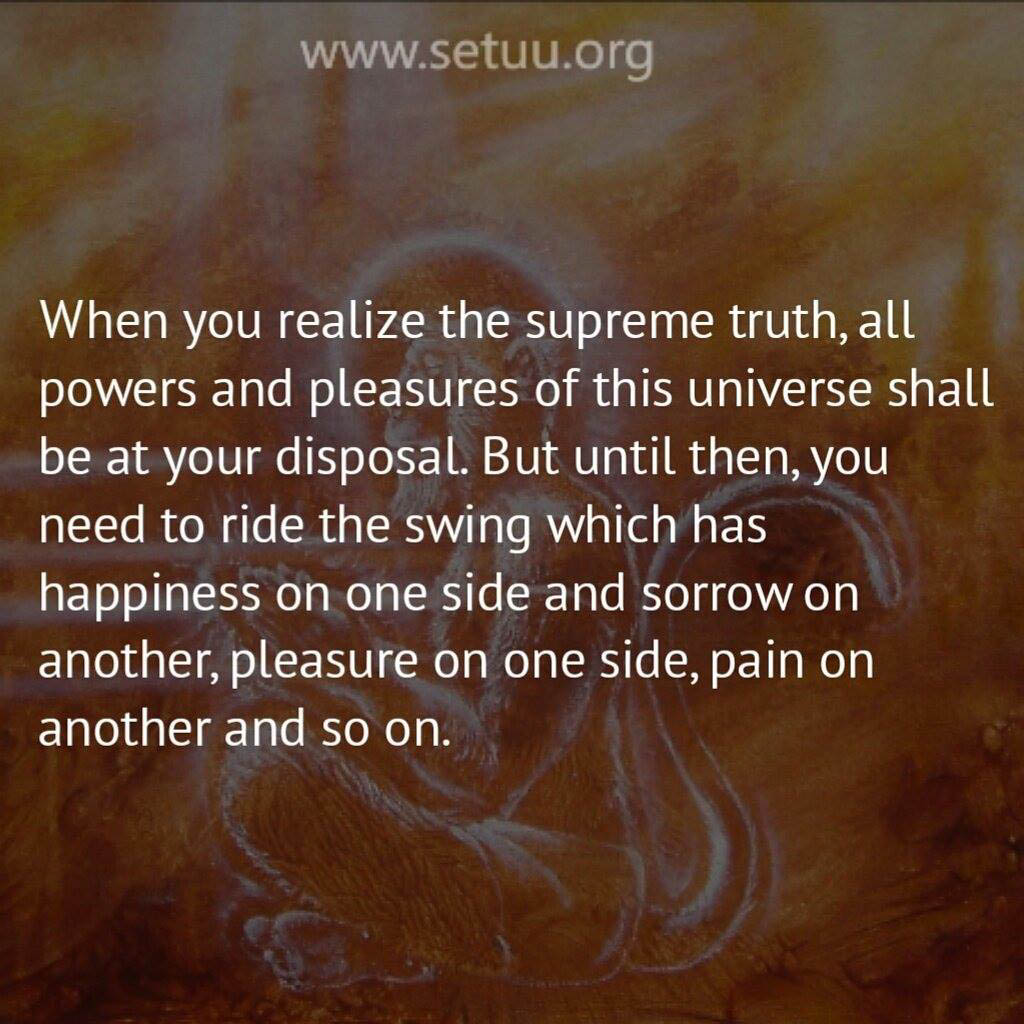 www.setuu.org
When you realize the supreme truth, all
powers and pleasures of this universe shall
be at your disposal. But until then, you
need to ride the swing which has
happiness on one side and sorrow on
another, pleasure on one side, pain on
another and so on.